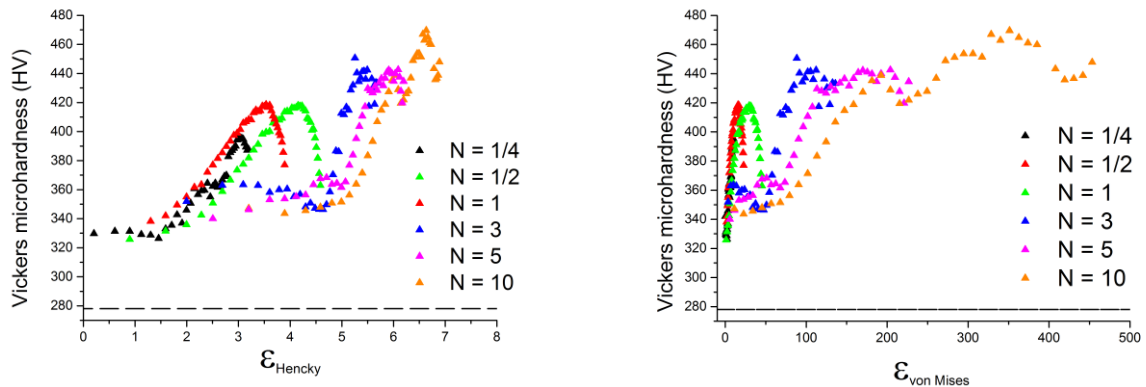 480
460
440
420
400
380
360
340
320
300
280
Vickers microhardness (HV)
0 1 2 3 4 5 6 7 8
εHencky
N = 1/4
N = 1/2
N = 1
N = 3
N = 5
N = 10
480
460
440
420
400
380
360
340
320
300
280
Vickers microhardness (HV)
0 100 200 300 400 500
εvon Mises
N = 1/4
N = 1/2
N = 1
N = 3
N = 5
N = 10